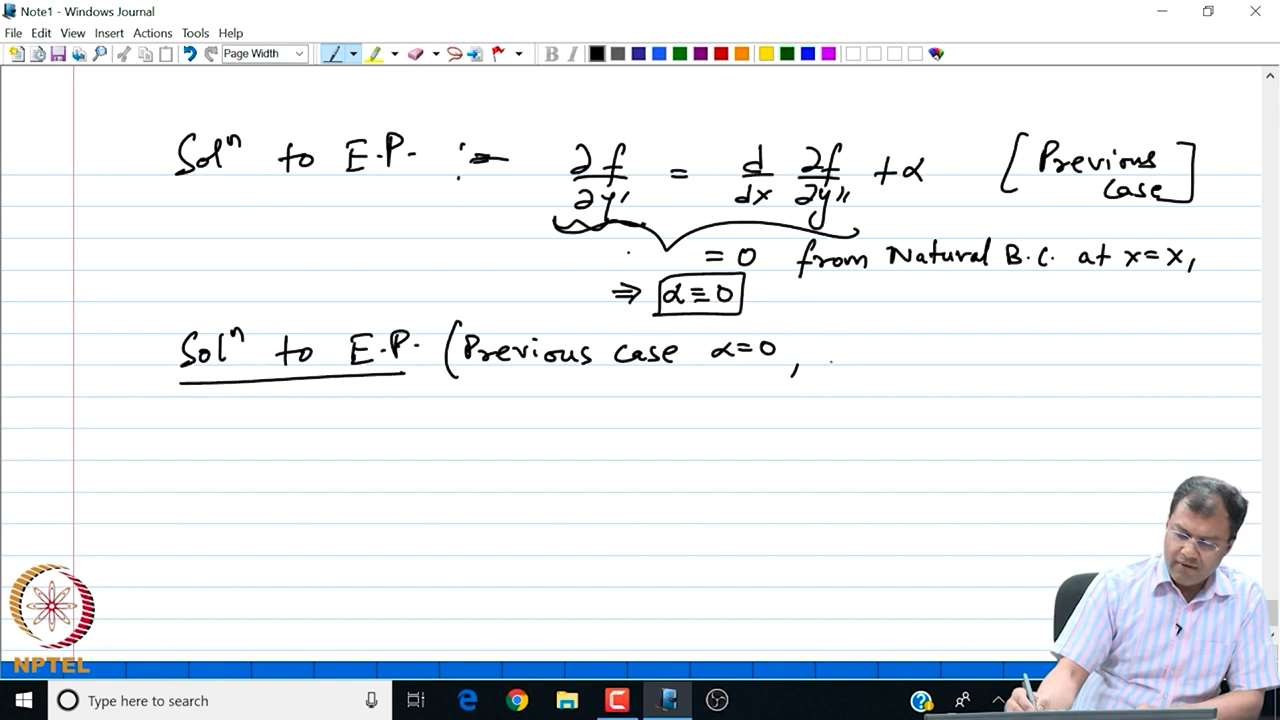 Note1 - Windows Journal
File Edit View Insert Actions Tools Help
Page Width
B I
Solⁿ to E.P. :- ∂f/∂y' = d/dx ∂f/∂y'' + α [Previous case]
= 0 from Natural B.C. at x = x₁
⇒ α ≡ 0
Solⁿ to E.P. (Previous case α=0 ,
NPTEL
Type here to search